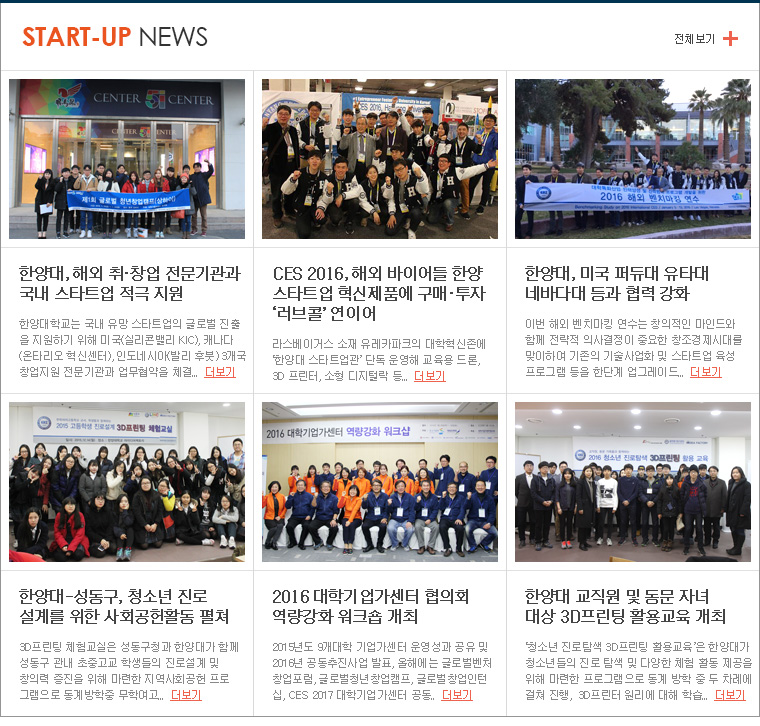 START-UP NEWS
전체보기
CENTER 51 CENTER
제1회 글로벌 청년창업캠프(상하이)
CES 2016, Ha
H
2016 해외 벤치마킹 연수
한양대, 해외 취·창업 전문기관과
국내 스타트업 적극 지원
한양대학교는 국내 유망 스타트업의 글로벌 진출
을 지원하기 위해 미국(실리콘밸리 KIC), 캐나다
(온타리오 혁신센터), 인도네시아(발리 후붓) 3개국
창업지원 전문기관과 업무협약을 체결... 더보기
CES 2016, 해외 바이어들 한양
스타트업 혁신제품에 구매·투자
‘러브콜’ 연이어
라스베이거스 소재 유레카파크의 대학혁신존에
‘한양대 스타트업관’ 단독 운영해 교육용 드론,
3D 프린터, 소형 디지털락 등... 더보기
한양대, 미국 퍼듀대 유타대
네바다대 등과 협력 강화
이번 해외 벤치마킹 연수는 창의적인 마인드와
함께 전략적 의사결정이 중요한 창조경제시대를
맞이하여 기존의 기술사업화 및 스타트업 육성
프로그램 등을 한단계 업그레이드... 더보기
2015 고등학생 진로설계 3D프린팅 체험교실
2016 대학기업가센터 역량강화 워크샵
2016 청소년 진로탐색 3D프린팅 활용 교육
한양대-성동구, 청소년 진로
설계를 위한 사회공헌활동 펼쳐
3D프린팅 체험교실은 성동구청과 한양대가 함께
성동구 관내 초중고교 학생들의 진로설계 및
창의력 증진을 위해 마련한 지역사회공헌 프로
그램으로 동계방학중 무학여고... 더보기
2016 대학기업가센터 협의회
역량강화 워크숍 개최
2015년도 9개대학 기업가센터 운영성과 공유 및
2016년 공동추진사업 발표, 올해에는 글로벌벤처
창업포럼, 글로벌청년창업캠프, 글로벌창업인턴
십, CES 2017 대학기업가센터 공동.. 더보기
한양대 교직원 및 동문 자녀
대상 3D프린팅 활용교육 개최
‘청소년 진로탐색 3D프린팅 활용교육’은 한양대가
청소년들의 진로 탐색 및 다양한 체험 활동 제공을
위해 마련한 프로그램으로 동계 방학 중 두 차례에
걸쳐 진행, 3D프린터 원리에 대해 학습... 더보기